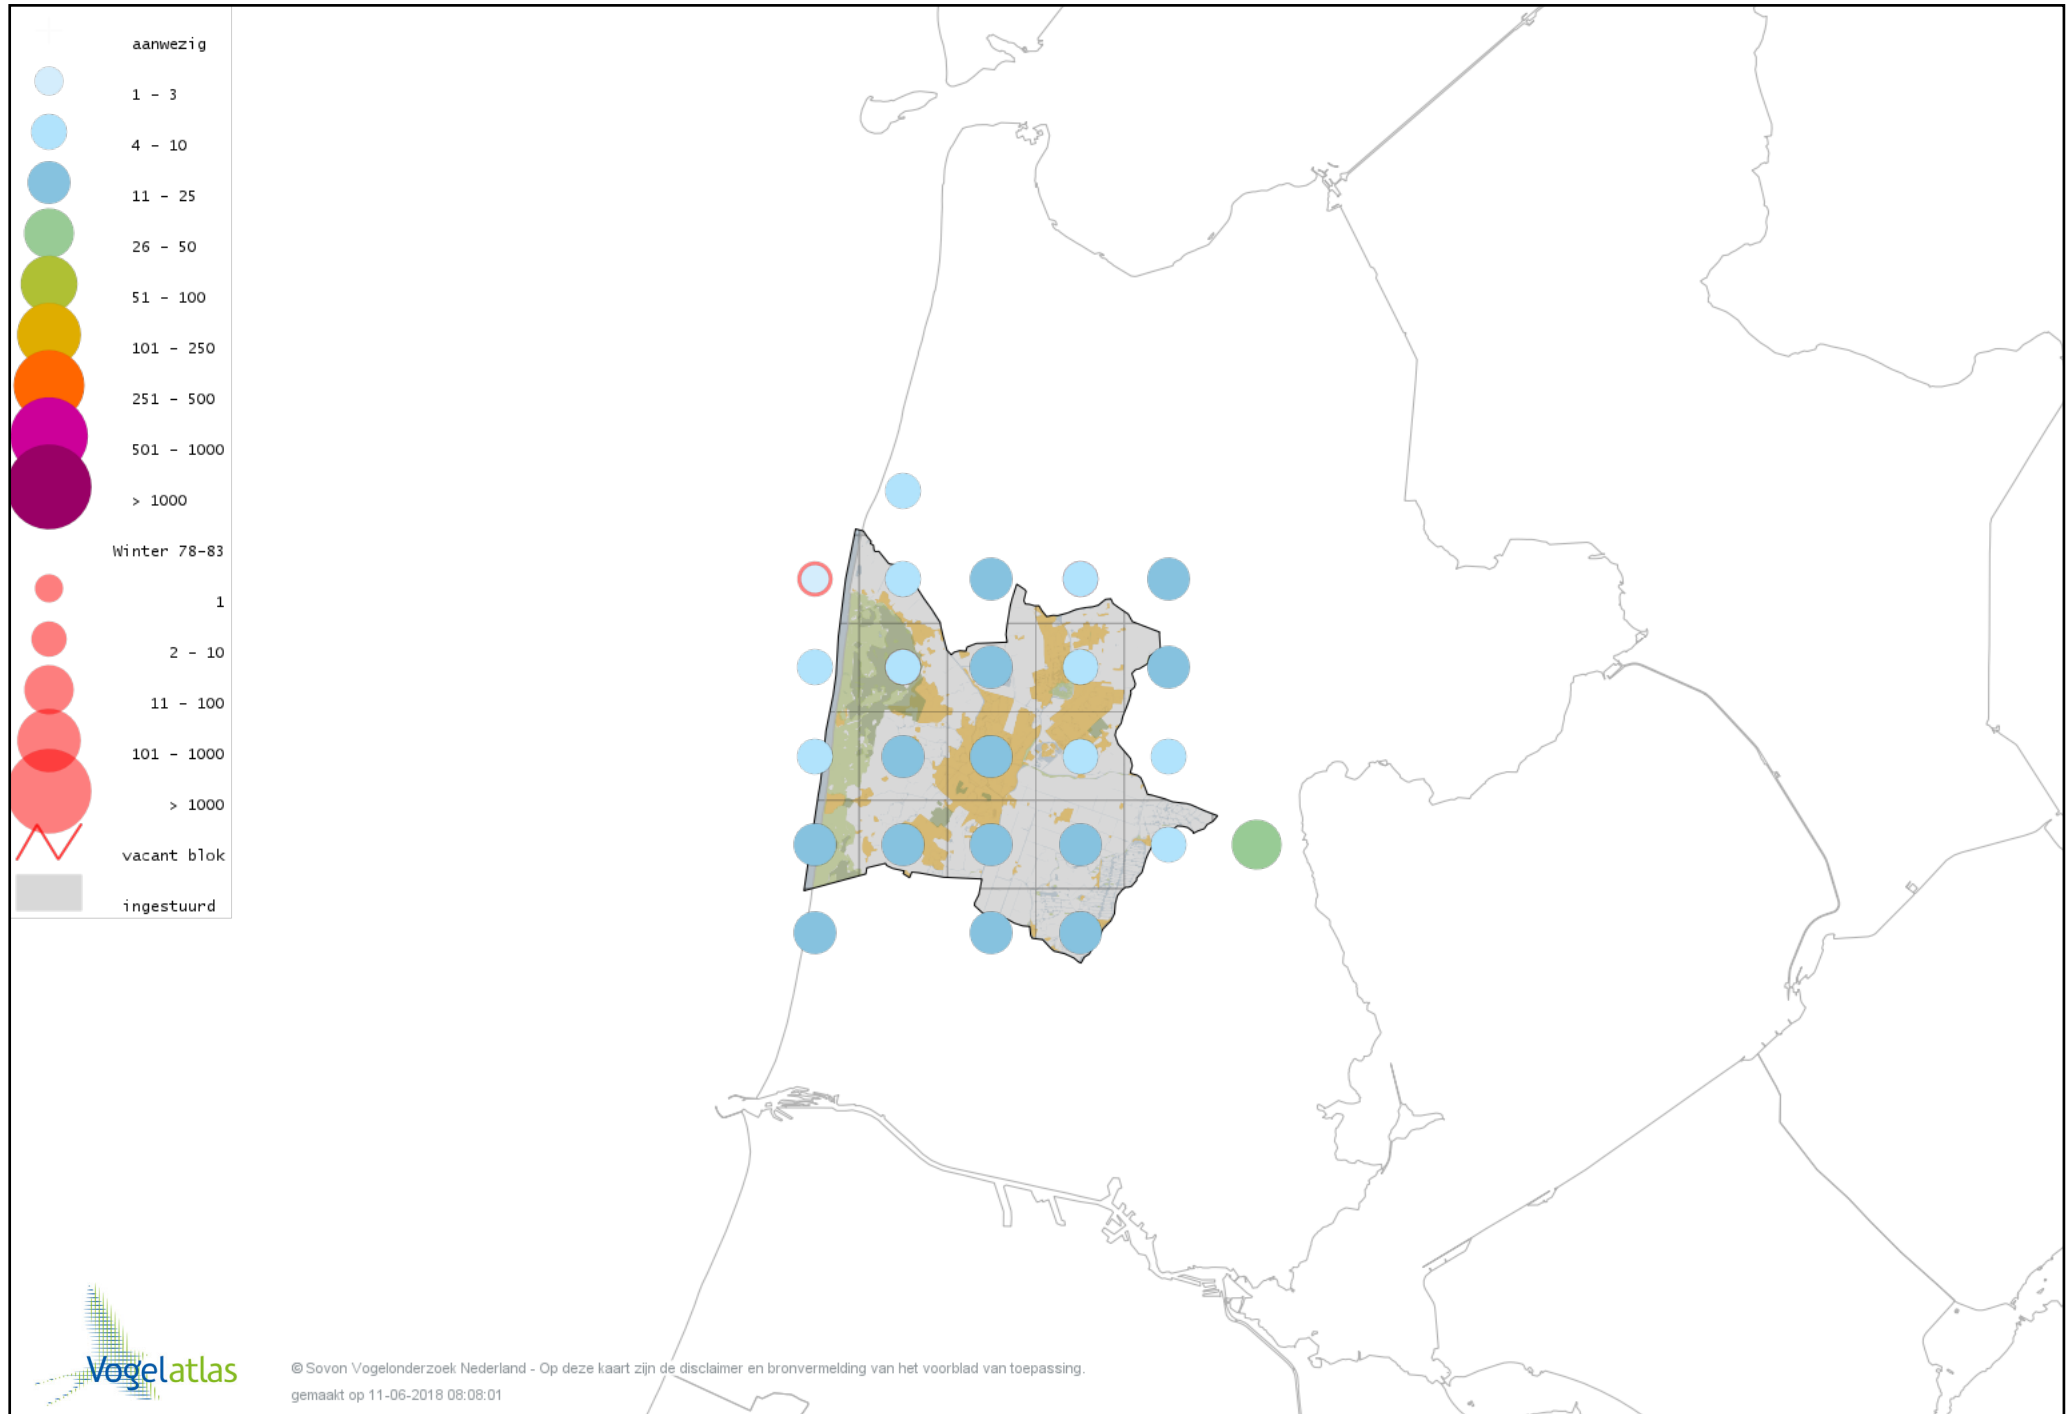 aanwezig
1 - 3
4 - 10
11 - 25
26 - 50
51 - 100
101 - 250
251 - 500
501 - 1000
> 1000
Winter 78-83
1
2 - 10
11 - 100
101 - 1000
> 1000
vacant blok
ingestuurd
Vogelatlas
© Sovon Vogelonderzoek Nederland - Op deze kaart zijn de disclaimer en bronvermelding van het voorblad van toepassing.
gemaakt op 11-06-2018 08:08:01